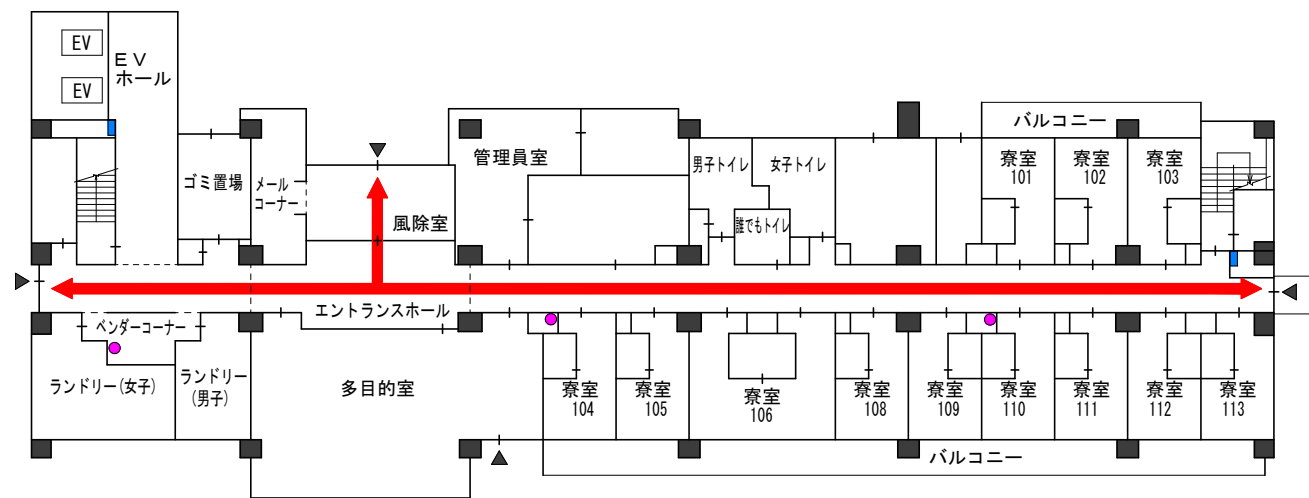 EV
EV
ＥＶ
ホール
ゴミ置場
メール
コーナー
風除室
管理員室
男子トイレ
女子トイレ
誰でもトイレ
バルコニー
寮室
101
寮室
102
寮室
103
エントランスホール
ベンダーコーナー
ランドリー(女子)
ランドリー
(男子)
多目的室
寮室
104
寮室
105
寮室
106
寮室
108
寮室
109
寮室
110
寮室
111
寮室
112
寮室
113
バルコニー